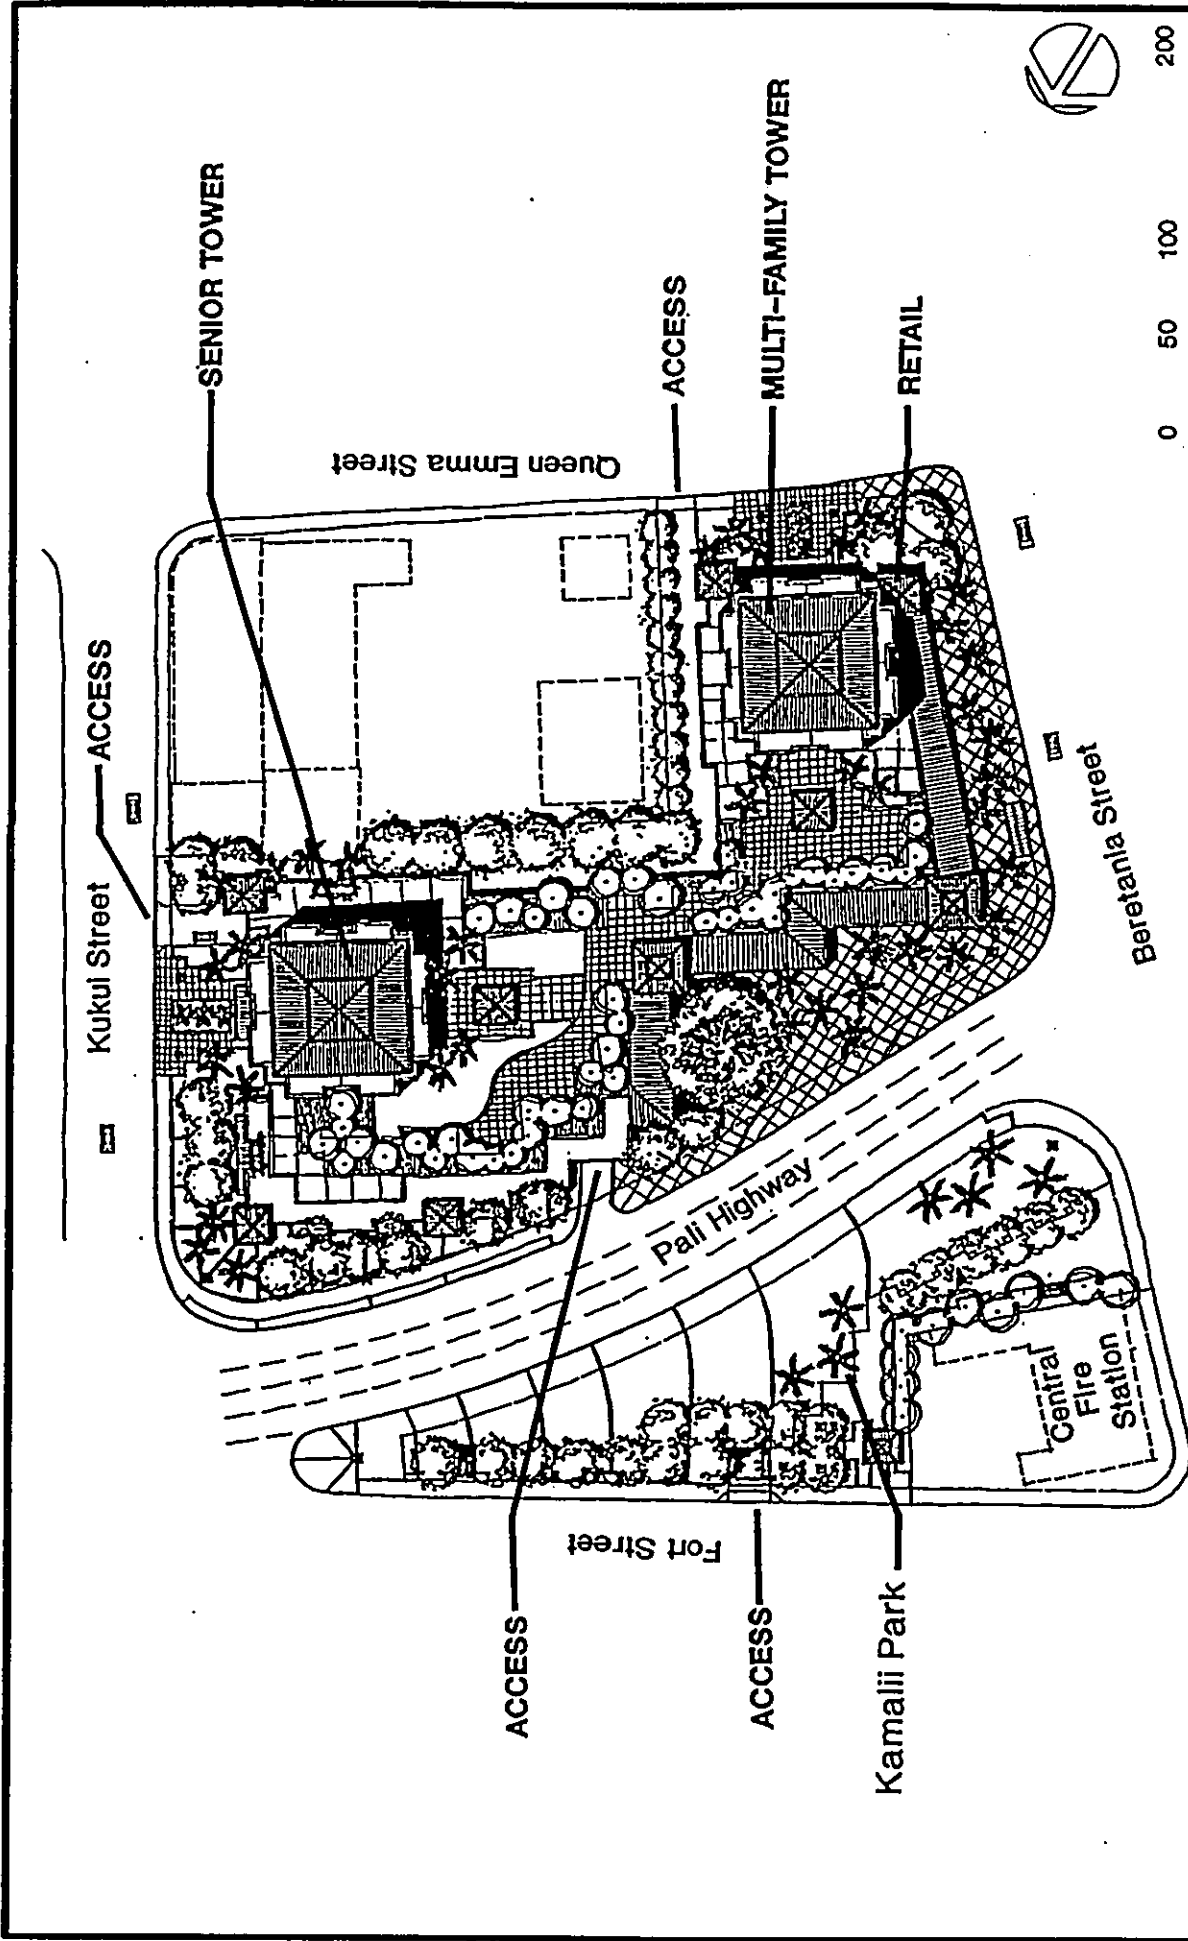 SENIOR TOWER
ACCESS
Kukul Street
Queen Emma Street
ACCESS
MULTI-FAMILY TOWER
RETAIL
Beretania Street
Pali Highway
ACCESS
Fort Street
ACCESS
Kamalii Park
Central
Fire
Station
0 50 100 200